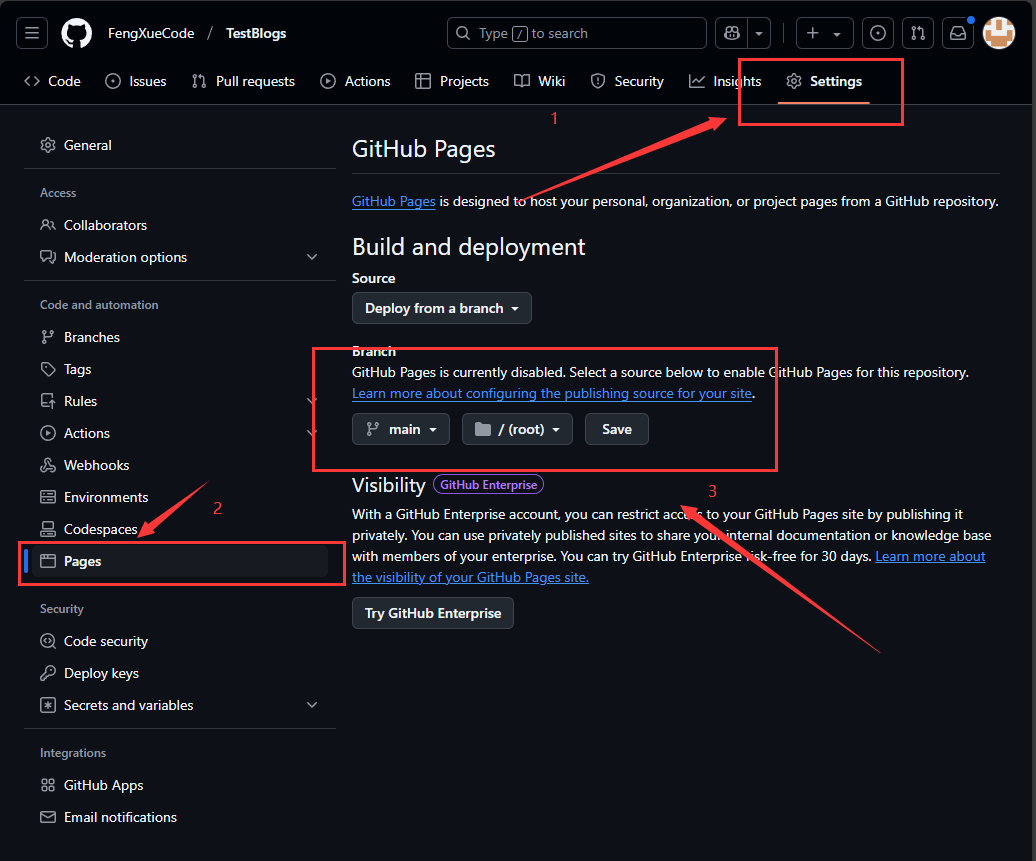 FengXueCode / TestBlogs
Type / to search
Code Issues Pull requests Actions Projects Wiki Security Insights Settings
1
General
Access
Collaborators
Moderation options
Code and automation
Branches
Tags
Rules
Actions
Webhooks
Environments
Codespaces
2
Pages
Security
Code security
Deploy keys
Secrets and variables
Integrations
GitHub Apps
Email notifications
GitHub Pages
GitHub Pages is designed to host your personal, organization, or project pages from a GitHub repository.
Build and deployment
Source
Deploy from a branch
Branch
GitHub Pages is currently disabled. Select a source below to enable GitHub Pages for this repository.
Learn more about configuring the publishing source for your site.
main / (root) Save
Visibility GitHub Enterprise
3
With a GitHub Enterprise account, you can restrict access to your GitHub Pages site by publishing it
privately. You can use privately published sites to share your internal documentation or knowledge base
with members of your enterprise. You can try GitHub Enterprise risk-free for 30 days. Learn more about
the visibility of your GitHub Pages site.
Try GitHub Enterprise